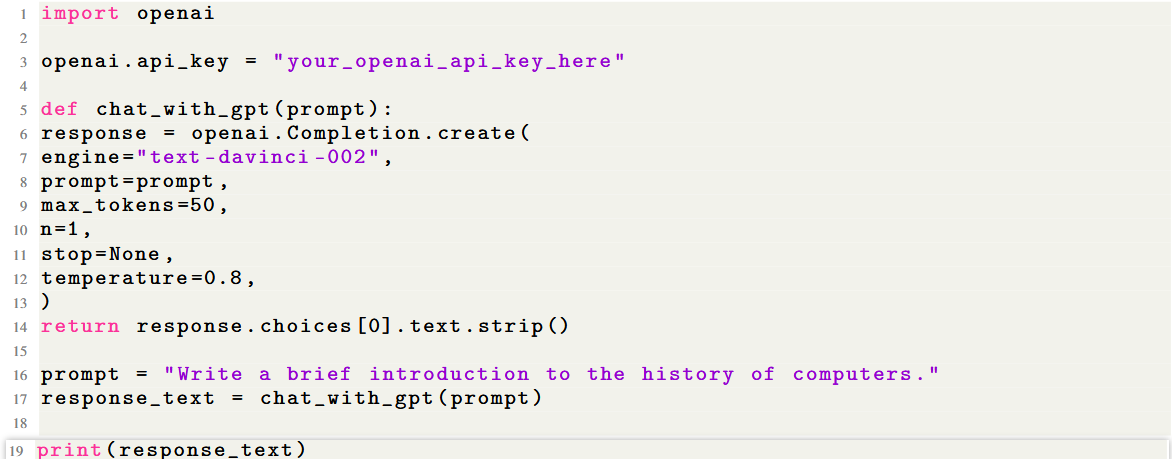 1 import openai
2
3 openai.api_key = "your_openai_api_key_here"
4
5 def chat_with_gpt(prompt):
6 response = openai.Completion.create(
7 engine="text-davinci-002",
8 prompt=prompt,
9 max_tokens=50,
10 n=1,
11 stop=None,
12 temperature=0.8,
13 )
14 return response.choices[0].text.strip()
15
16 prompt = "Write a brief introduction to the history of computers."
17 response_text = chat_with_gpt(prompt)
18
19 print(response_text)